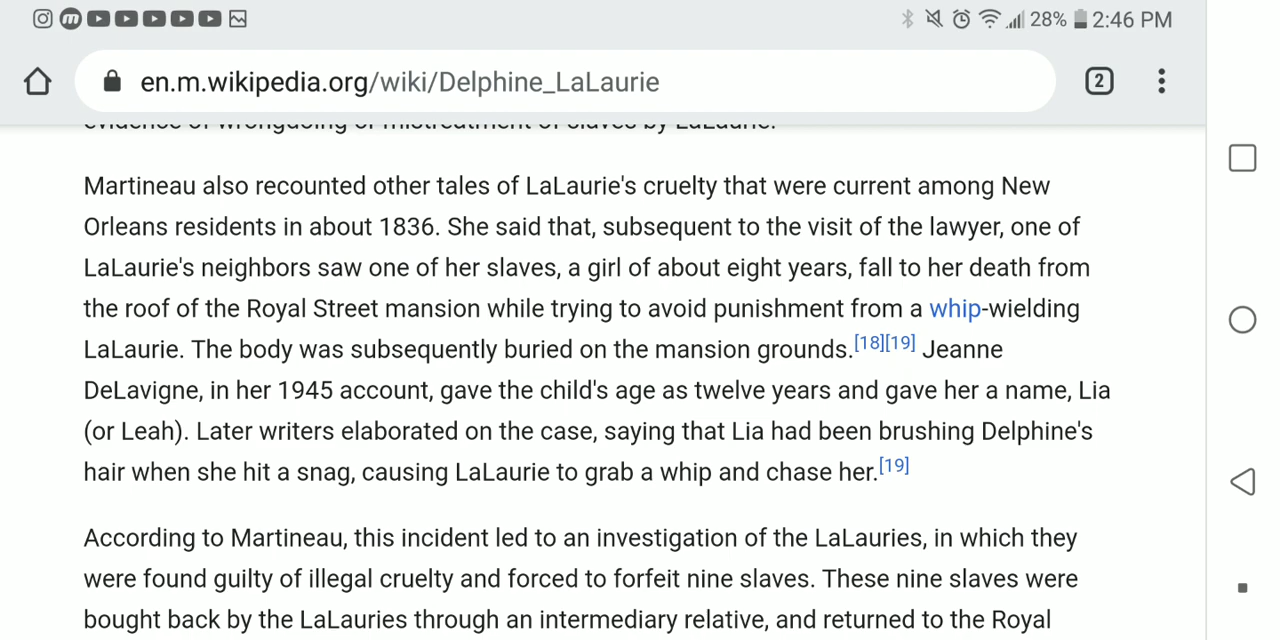 28% 2:46 PM
en.m.wikipedia.org/wiki/Delphine_LaLaurie
2
evidence of wrongdoing or mistreatment of slaves by LaLaurie.
Martineau also recounted other tales of LaLaurie's cruelty that were current among New
Orleans residents in about 1836. She said that, subsequent to the visit of the lawyer, one of
LaLaurie's neighbors saw one of her slaves, a girl of about eight years, fall to her death from
the roof of the Royal Street mansion while trying to avoid punishment from a whip-wielding
LaLaurie. The body was subsequently buried on the mansion grounds.[18][19] Jeanne
DeLavigne, in her 1945 account, gave the child's age as twelve years and gave her a name, Lia
(or Leah). Later writers elaborated on the case, saying that Lia had been brushing Delphine's
hair when she hit a snag, causing LaLaurie to grab a whip and chase her.[19]
According to Martineau, this incident led to an investigation of the LaLauries, in which they
were found guilty of illegal cruelty and forced to forfeit nine slaves. These nine slaves were
bought back by the LaLauries through an intermediary relative, and returned to the Royal